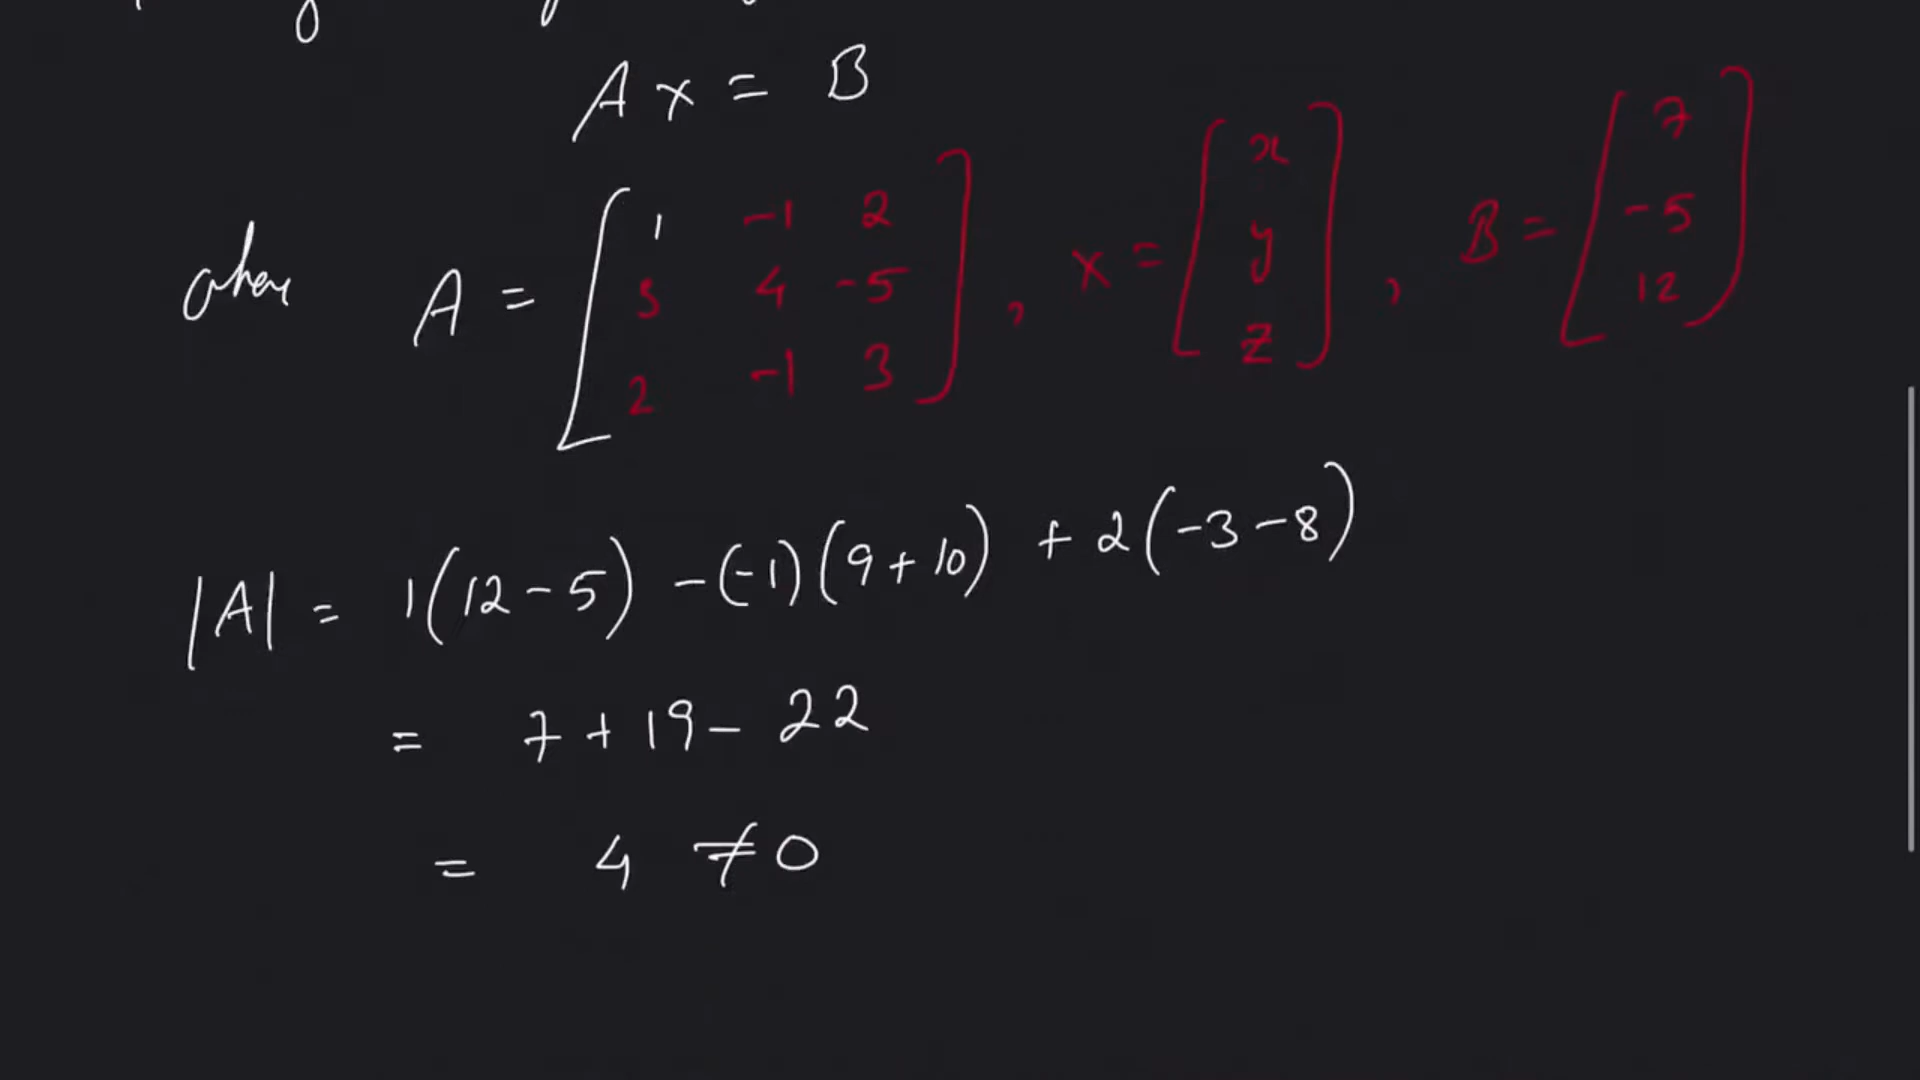 Ax = B
where A = [1 -1 2; 3 4 -5; 2 -1 3], x = [x; y; z], B = [7; -5; 12]
|A| = 1(12-5) -(-1)(9+10) + 2(-3-8)
= 7+19-22
= 4 ≠0